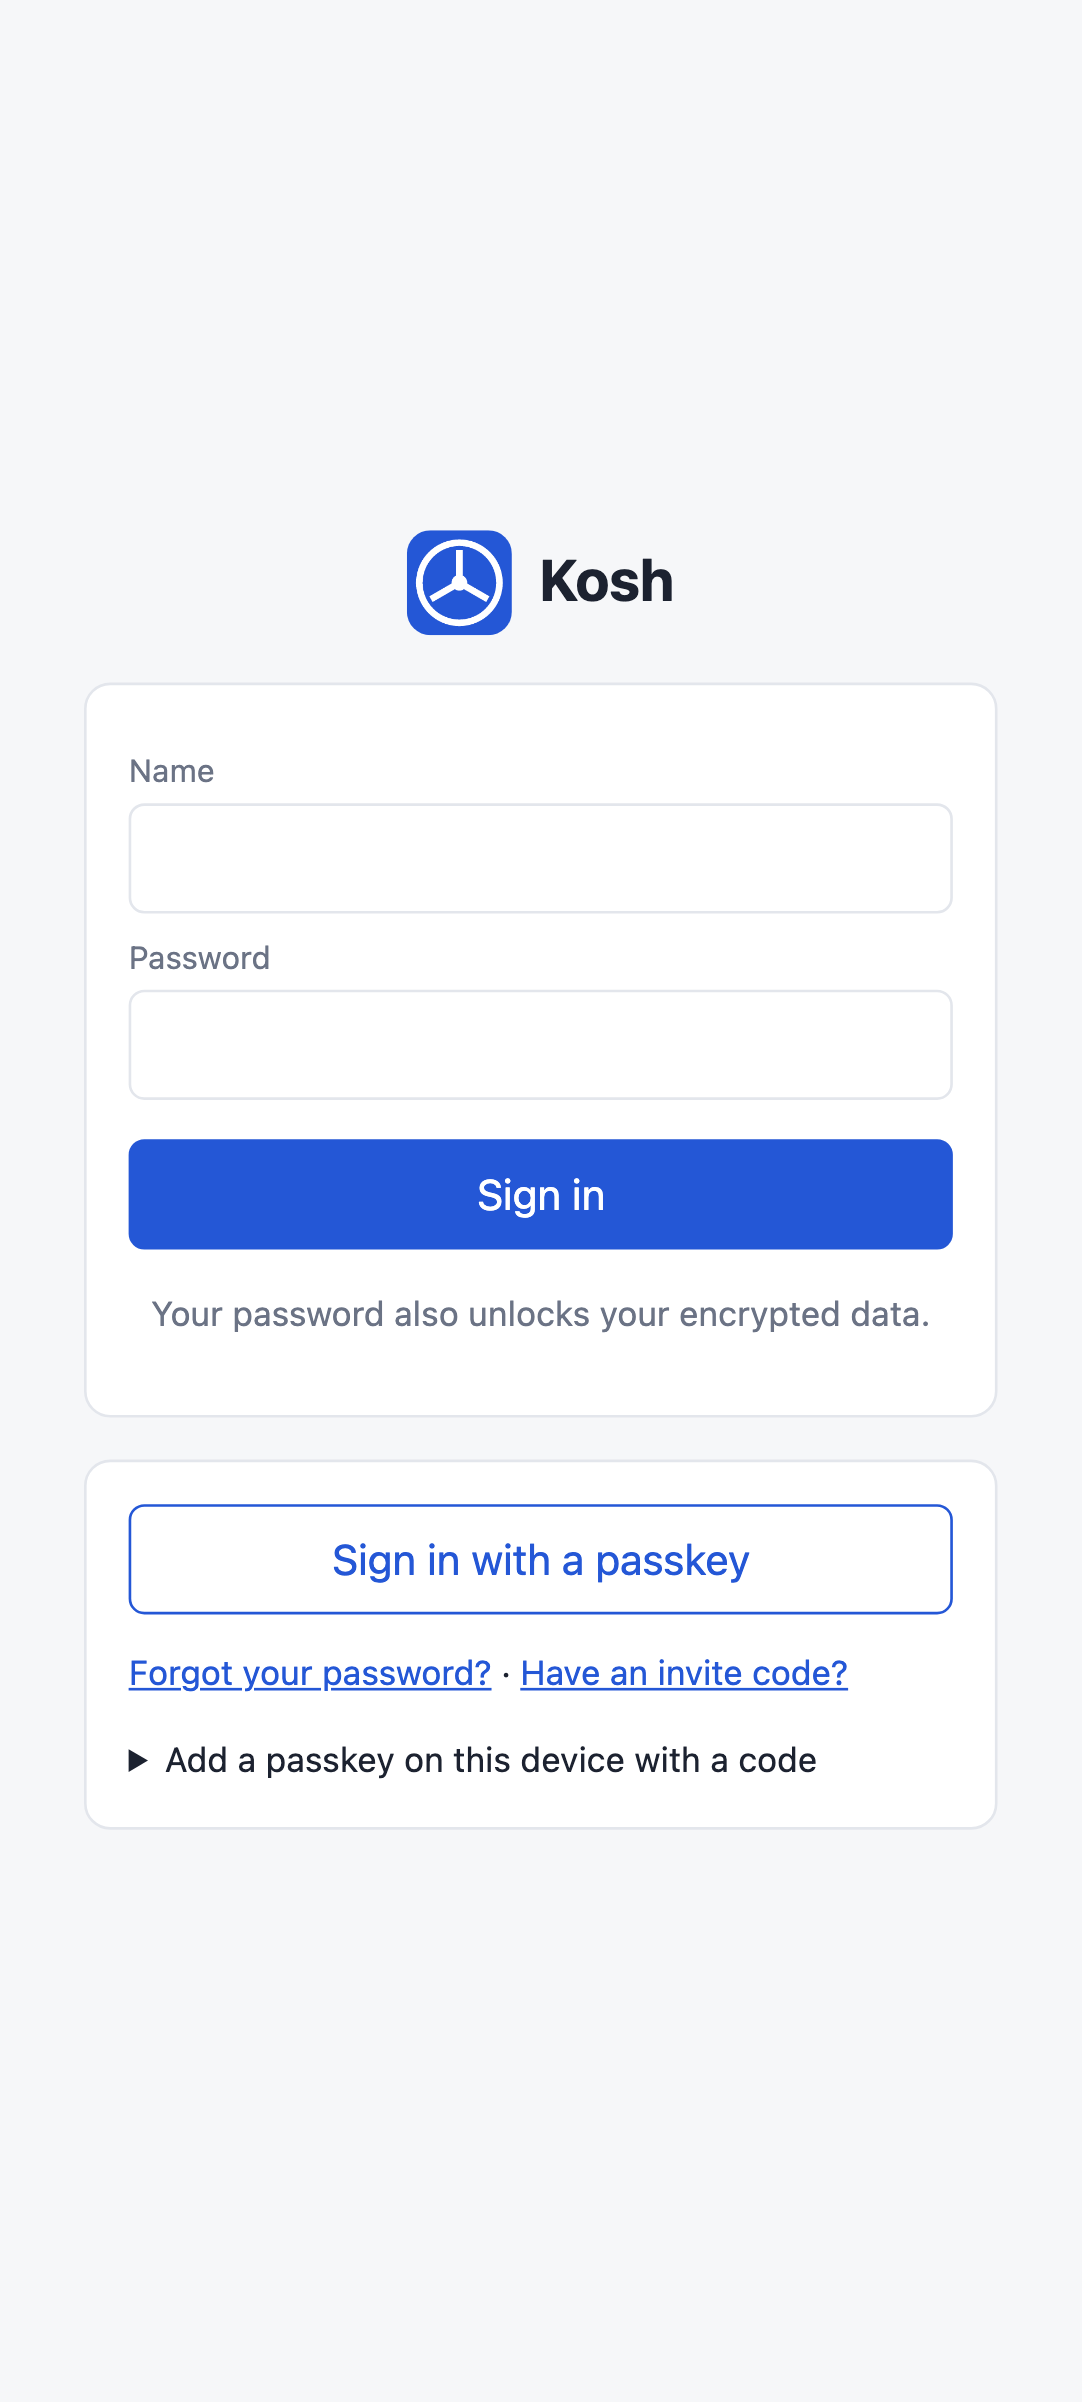 Kosh
Name
Password
Sign in
Your password also unlocks your encrypted data.
Sign in with a passkey
Forgot your password? · Have an invite code?
Add a passkey on this device with a code